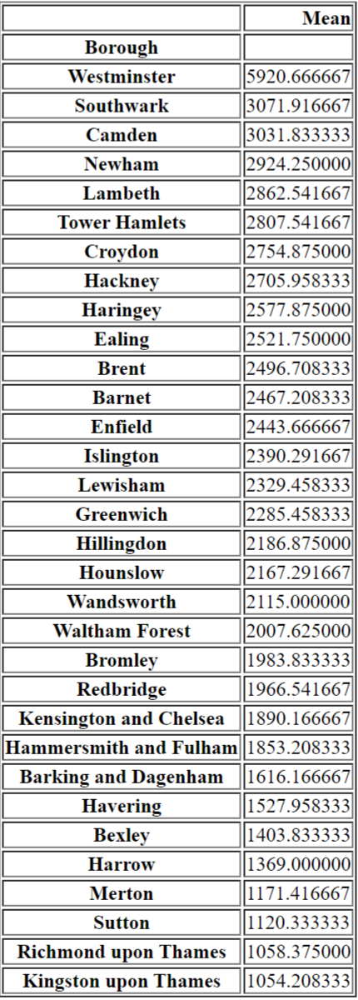 Mean
Borough
Westminster 5920.666667
Southwark 3071.916667
Camden 3031.833333
Newham 2924.250000
Lambeth 2862.541667
Tower Hamlets 2807.541667
Croydon 2754.875000
Hackney 2705.958333
Haringey 2577.875000
Ealing 2521.750000
Brent 2496.708333
Barnet 2467.208333
Enfield 2443.666667
Islington 2390.291667
Lewisham 2329.458333
Greenwich 2285.458333
Hillingdon 2186.875000
Hounslow 2167.291667
Wandsworth 2115.000000
Waltham Forest 2007.625000
Bromley 1983.833333
Redbridge 1966.541667
Kensington and Chelsea 1890.166667
Hammersmith and Fulham 1853.208333
Barking and Dagenham 1616.166667
Havering 1527.958333
Bexley 1403.833333
Harrow 1369.000000
Merton 1171.416667
Sutton 1120.333333
Richmond upon Thames 1058.375000
Kingston upon Thames 1054.208333